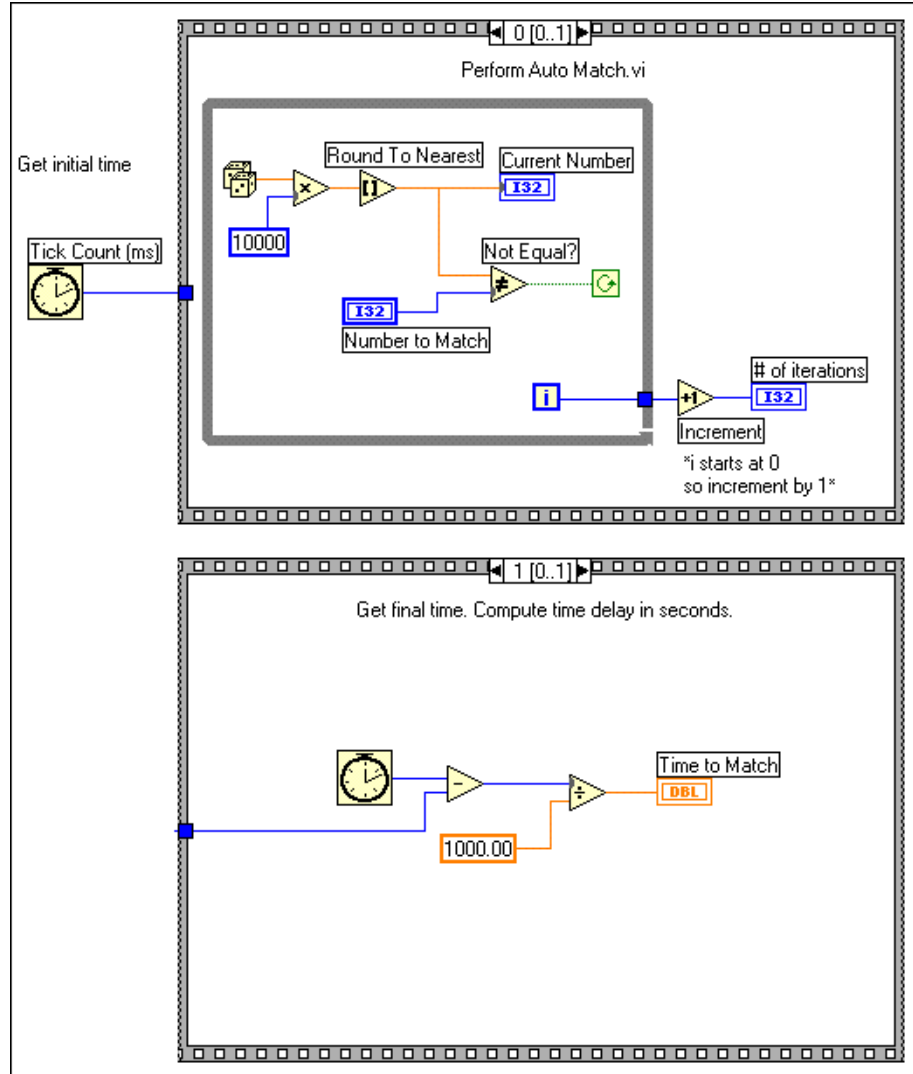 0 [0..1]
Perform Auto Match.vi
Get initial time
Round To Nearest
Current Number
I32
10000
Tick Count (ms)
Not Equal?
I32
Number to Match
i
# of iterations
+1
I32
Increment
*i starts at 0
so increment by 1*
1 [0..1]
Get final time. Compute time delay in seconds.
Time to Match
DBL
1000.00